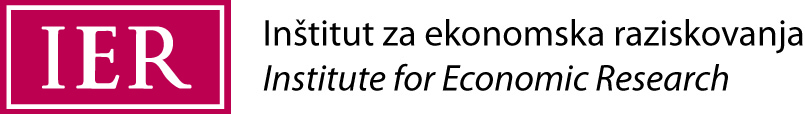 IER
Inštitut za ekonomska raziskovanja
Institute for Economic Research